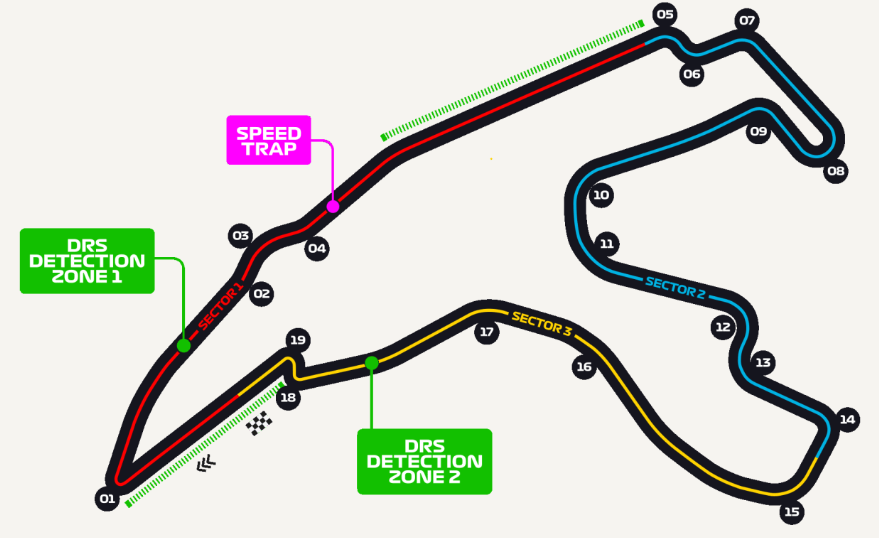 05
07
06
SPEED
TRAP
09
08
10
03
04
11
DRS
DETECTION
ZONE 1
02
SECTOR 1
SECTOR 2
SECTOR 3
12
17
19
13
16
18
14
DRS
DETECTION
ZONE 2
01
15